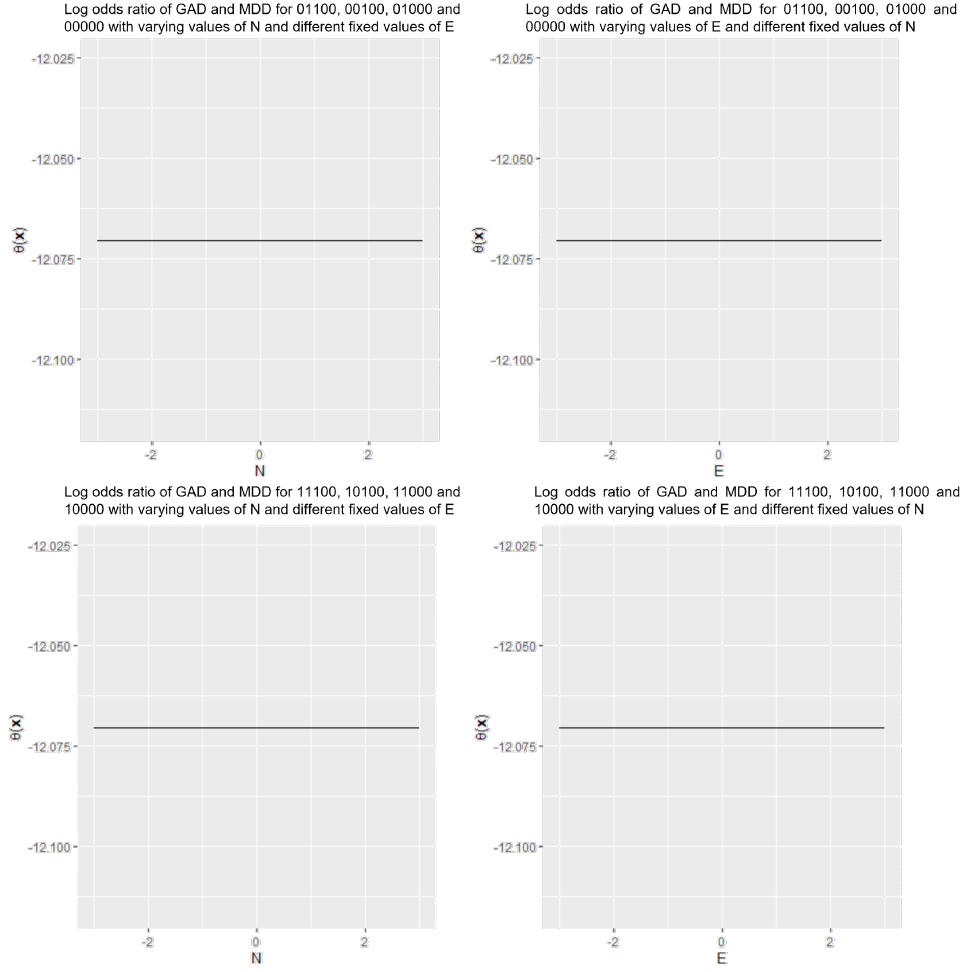 Log odds ratio of GAD and MDD for 01100, 00100, 01000 and
00000 with varying values of N and different fixed values of E
-12.025
-12.050
θ(x)
-12.075
-12.100
-2 0 2
N
Log odds ratio of GAD and MDD for 01100, 00100, 01000 and
00000 with varying values of E and different fixed values of N
-12.025
-12.050
θ(x)
-12.075
-12.100
-2 0 2
E
Log odds ratio of GAD and MDD for 11100, 10100, 11000 and
10000 with varying values of N and different fixed values of E
-12.025
-12.050
θ(x)
-12.075
-12.100
-2 0 2
N
Log odds ratio of GAD and MDD for 11100, 10100, 11000 and
10000 with varying values of E and different fixed values of N
-12.025
-12.050
θ(x)
-12.075
-12.100
-2 0 2
E